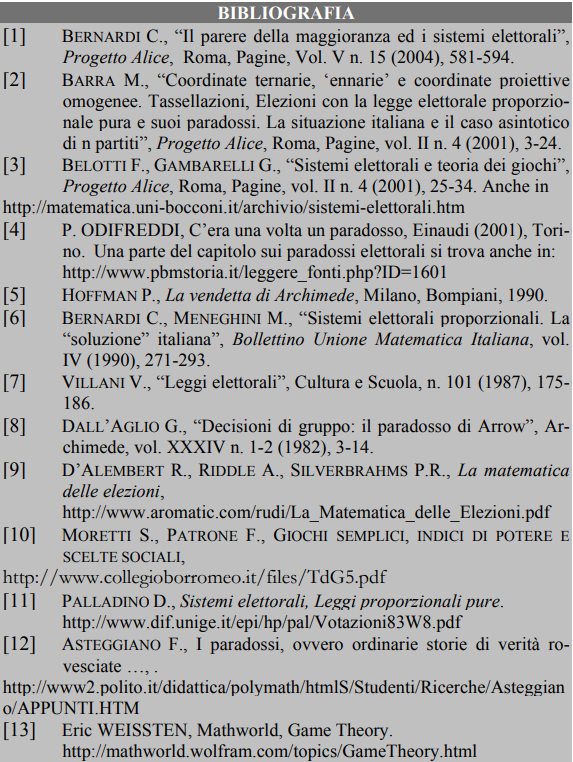 BIBLIOGRAFIA
[1] BERNARDI C., “Il parere della maggioranza ed i sistemi elettorali”,
Progetto Alice, Roma, Pagine, Vol. V n. 15 (2004), 581-594.
[2] BARRA M., “Coordinate ternarie, ‘ennarie’ e coordinate proiettive
omogenee. Tassellazioni, Elezioni con la legge elettorale proporzio-
nale pura e suoi paradossi. La situazione italiana e il caso asintotico
di n partiti”, Progetto Alice, Roma, Pagine, vol. II n. 4 (2001), 3-24.
[3] BELOTTI F., GAMBARELLI G., “Sistemi elettorali e teoria dei giochi”,
Progetto Alice, Roma, Pagine, vol. II n. 4 (2001), 25-34. Anche in
http://matematica.uni-bocconi.it/archivio/sistemi-elettorali.htm
[4] P. ODIFREDDI, C’era una volta un paradosso, Einaudi (2001), Tori-
no. Una parte del capitolo sui paradossi elettorali si trova anche in:
http://www.pbmstoria.it/leggere_fonti.php?ID=1601
[5] HOFFMAN P., La vendetta di Archimede, Milano, Bompiani, 1990.
[6] BERNARDI C., MENEGHINI M., “Sistemi elettorali proporzionali. La
“soluzione” italiana”, Bollettino Unione Matematica Italiana, vol.
IV (1990), 271-293.
[7] VILLANI V., “Leggi elettorali”, Cultura e Scuola, n. 101 (1987), 175-
186.
[8] DALL’AGLIO G., “Decisioni di gruppo: il paradosso di Arrow”, Ar-
chimede, vol. XXXIV n. 1-2 (1982), 3-14.
[9] D’ALEMBERT R., RIDDLE A., SILVERBRAHMS P.R., La matematica
delle elezioni,
http://www.aromatic.com/rudi/La_Matematica_delle_Elezioni.pdf
[10] MORETTI S., PATRONE F., GIOCHI SEMPLICI, INDICI DI POTERE E
SCELTE SOCIALI,
http://www.collegioborromeo.it/files/TdG5.pdf
[11] PALLADINO D., Sistemi elettorali, Leggi proporzionali pure.
http://www.dif.unige.it/epi/hp/pal/Votazioni83W8.pdf
[12] ASTEGGIANO F., I paradossi, ovvero ordinarie storie di verità ro-
vesciate …, .
http://www2.polito.it/didattica/polymath/htmlS/Studenti/Ricerche/Asteggian
o/APPUNTI.HTM
[13] Eric WEISSTEN, Mathworld, Game Theory.
http://mathworld.wolfram.com/topics/GameTheory.html